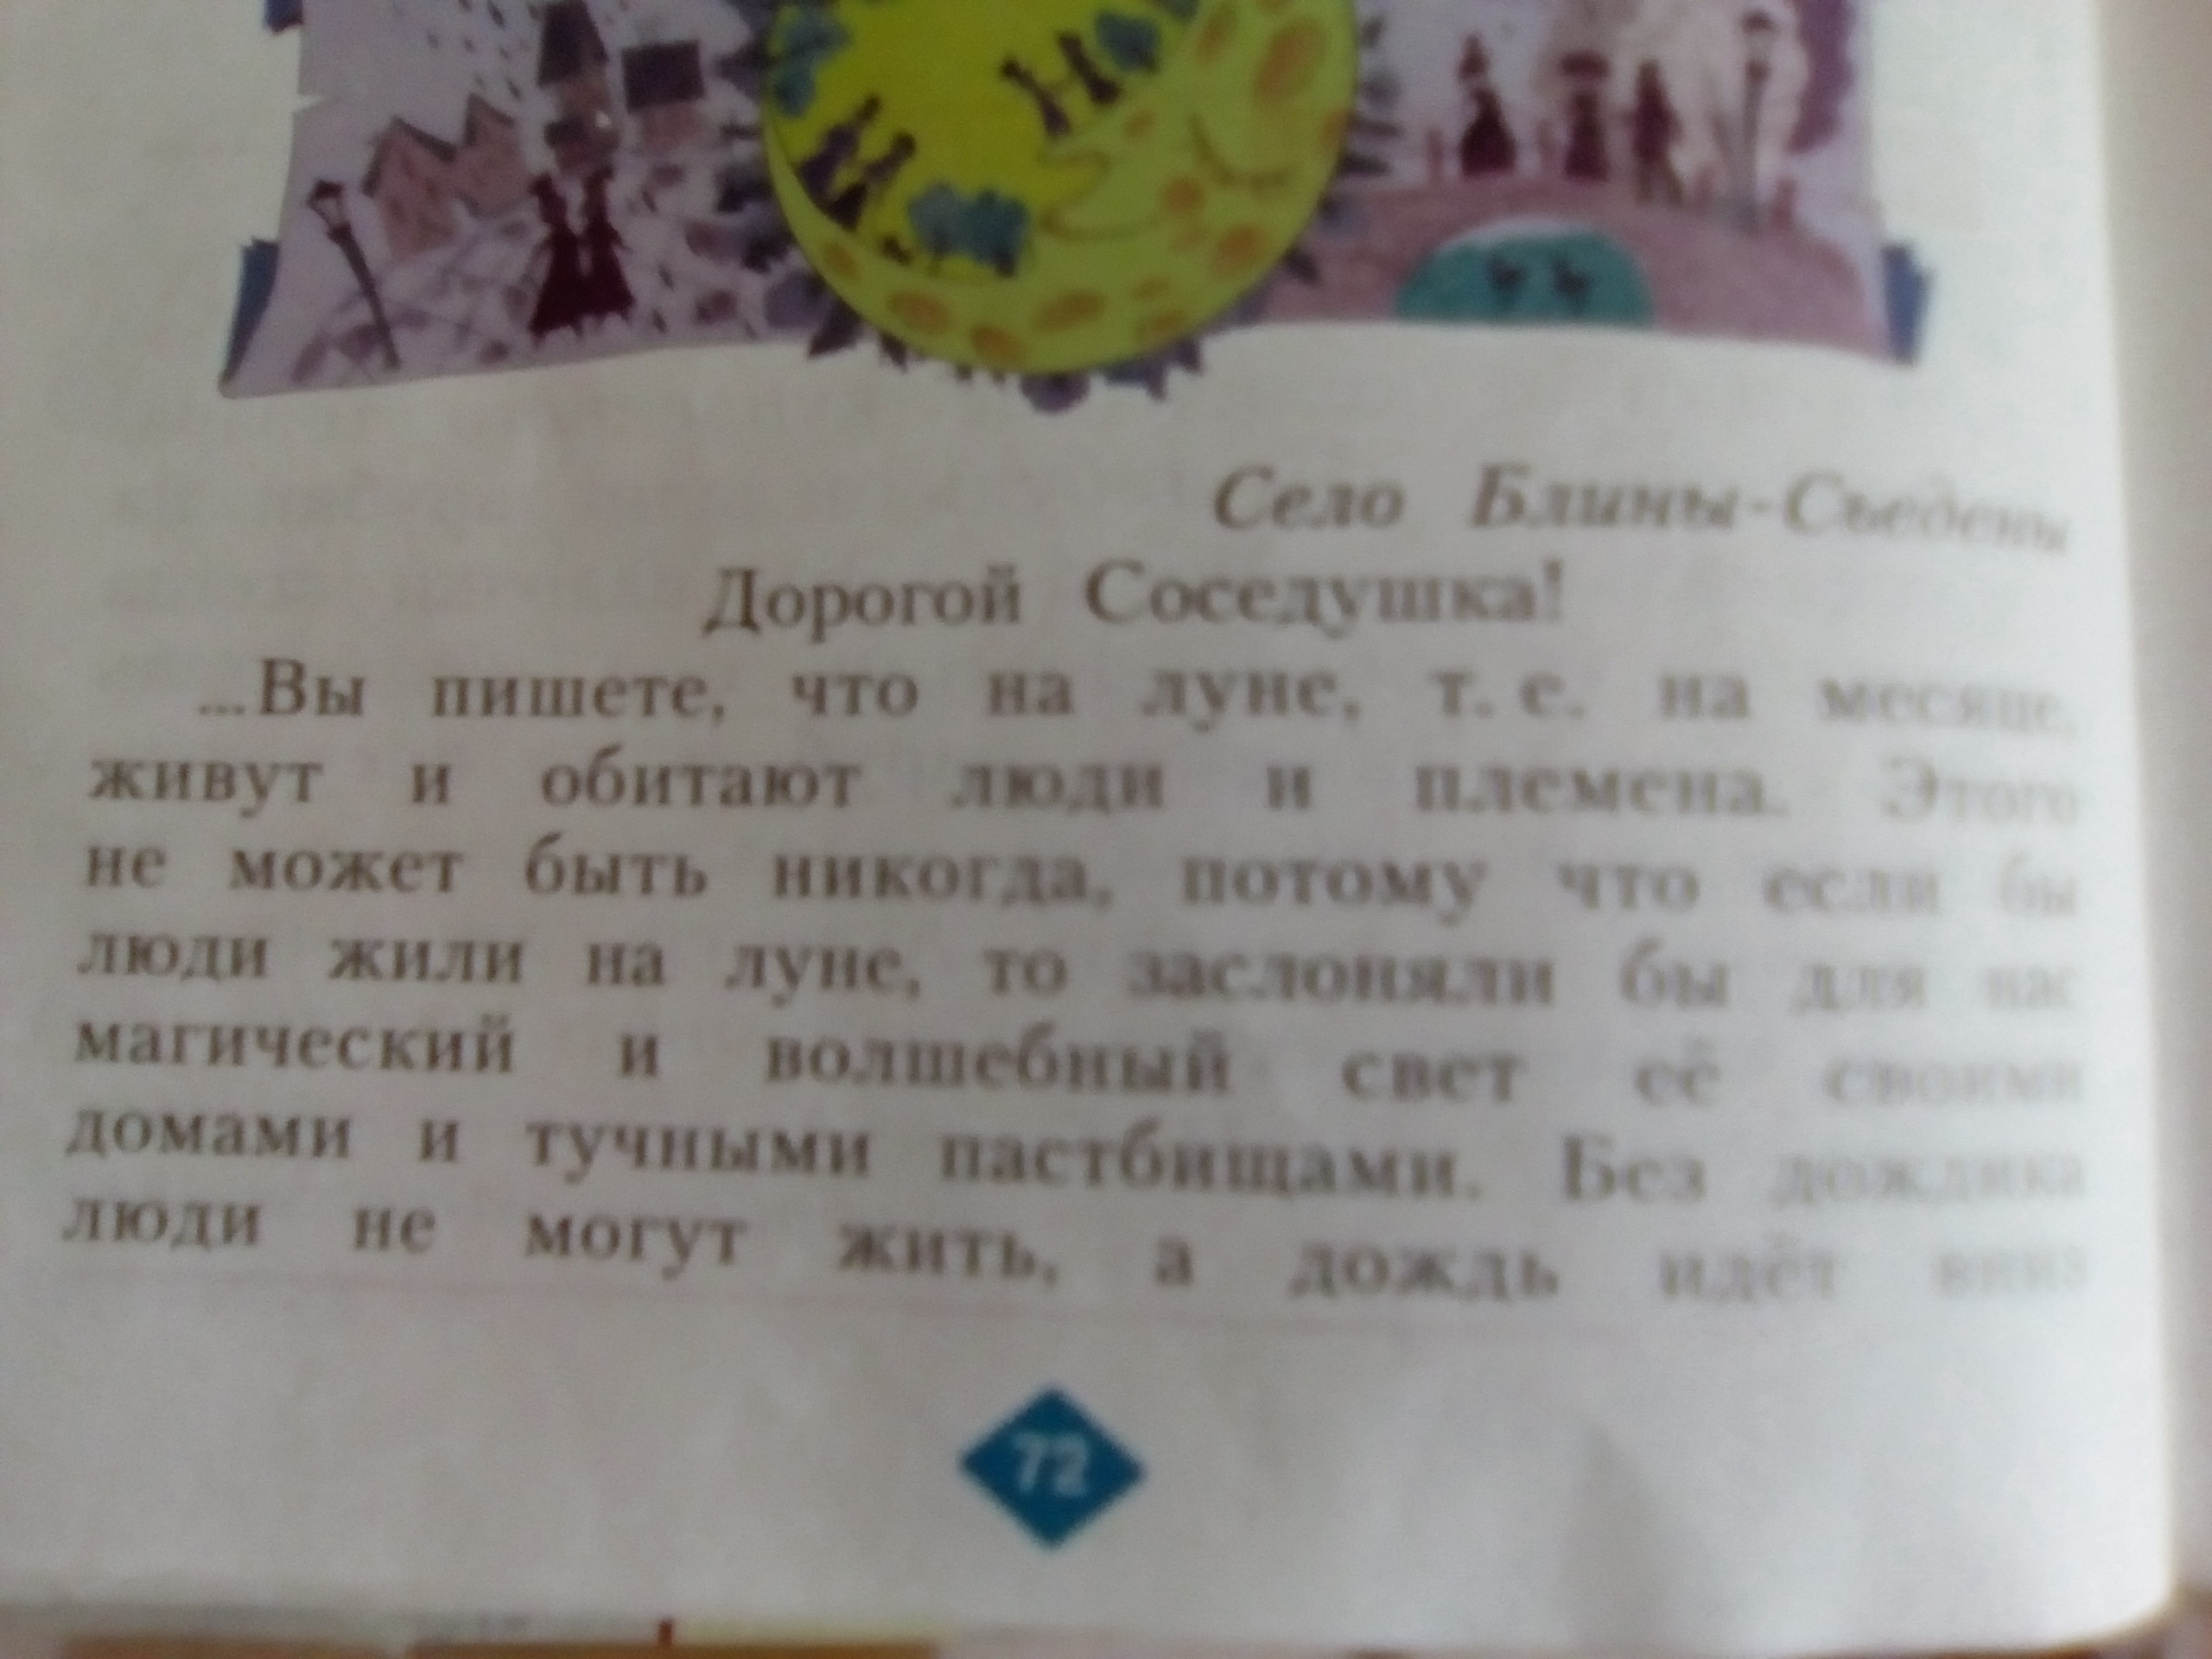 Село Блины-Съедены
Дорогой Соседушка!
...Вы пишете, что на луне, т. е. на месяце,
живут и обитают люди и племена. Этого
не может быть никогда, потому что если бы
люди жили на луне, то заслоняли бы для нас
магический и волшебный свет её своими
домами и тучными пастбищами. Без дождика
люди не могут жить, а дождь идёт вниз
72